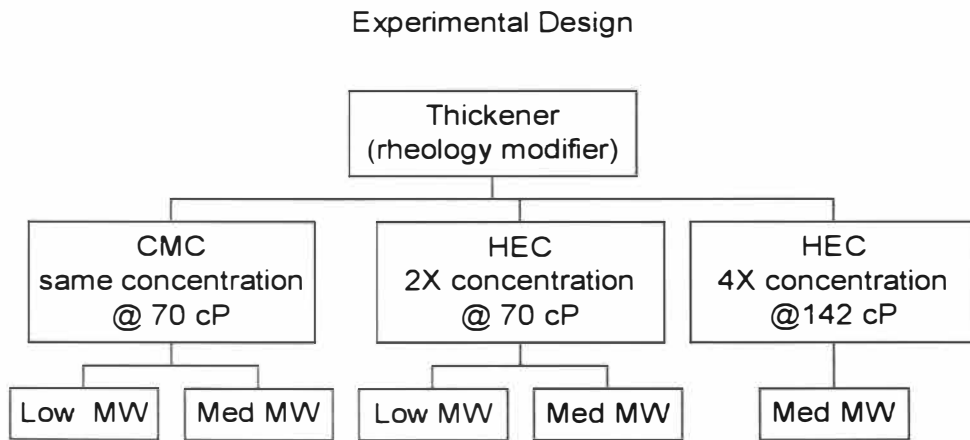 Experimental Design
Thickener
(rheology modifier)
CMC
same concentration
@ 70 cP
HEC
2X concentration
@ 70 cP
HEC
4X concentration
@142 cP
Low MW
Med MW
Low MW
Med MW
Med MW